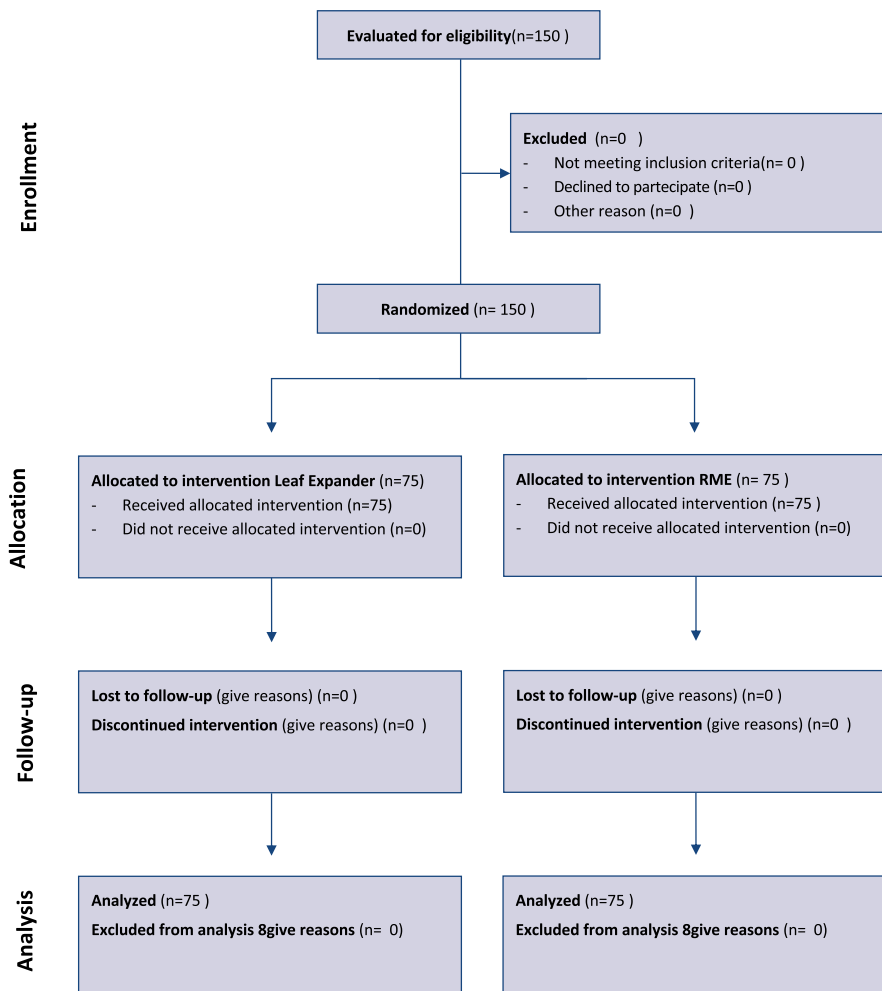 Evaluated for eligibility(n=150 )
Enrollment
Excluded (n=0 )
- Not meeting inclusion criteria(n= 0 )
- Declined to partecipate (n=0 )
- Other reason (n=0 )
Randomized (n= 150 )
Allocation
Allocated to intervention Leaf Expander (n=75)
- Received allocated intervention (n=75)
- Did not receive allocated intervention (n=0)
Allocated to intervention RME (n= 75 )
- Received allocated intervention (n=75 )
- Did not receive allocated intervention (n=0)
Follow-up
Lost to follow-up (give reasons) (n=0 )
Discontinued intervention (give reasons) (n=0 )
Lost to follow-up (give reasons) (n=0 )
Discontinued intervention (give reasons) (n=0 )
Analysis
Analyzed (n=75 )
Excluded from analysis 8give reasons (n= 0)
Analyzed (n=75 )
Excluded from analysis 8give reasons (n= 0)